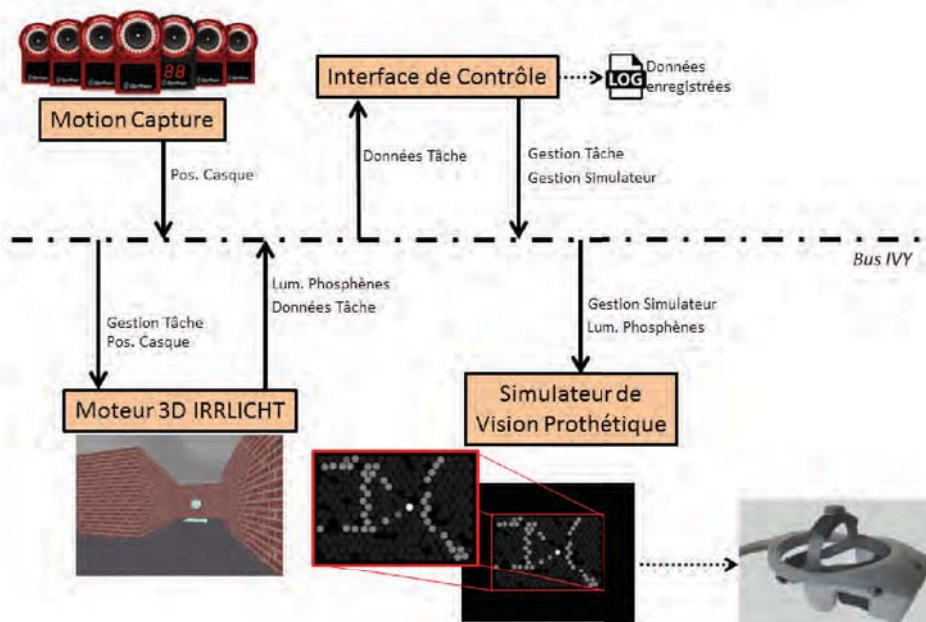 Motion Capture
Pos. Casque
Interface de Contrôle
LOG
Données
enregistrées
Données Tâche
Gestion Tâche
Gestion Simulateur
Bus IVY
Gestion Tâche
Pos. Casque
Lum. Phosphènes
Données Tâche
Gestion Simulateur
Lum. Phosphènes
Moteur 3D IRRLICHT
Simulateur de
Vision Prothétique
88